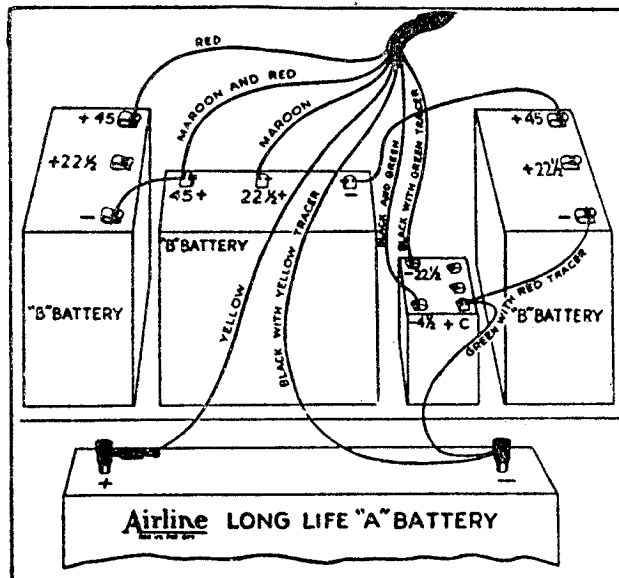 RED
MAROON AND RED
MAROON
BLACK AND GREEN
BLACK WITH GREEN TRACER
+45
+22½
-
45+
22½+
-
+45
+22½
-
"B" BATTERY
"B" BATTERY
"B" BATTERY
-22½
-4½ + C
YELLOW
BLACK WITH YELLOW TRACER
GREEN WITH RED TRACER
+
-
Airline LONG LIFE "A" BATTERY